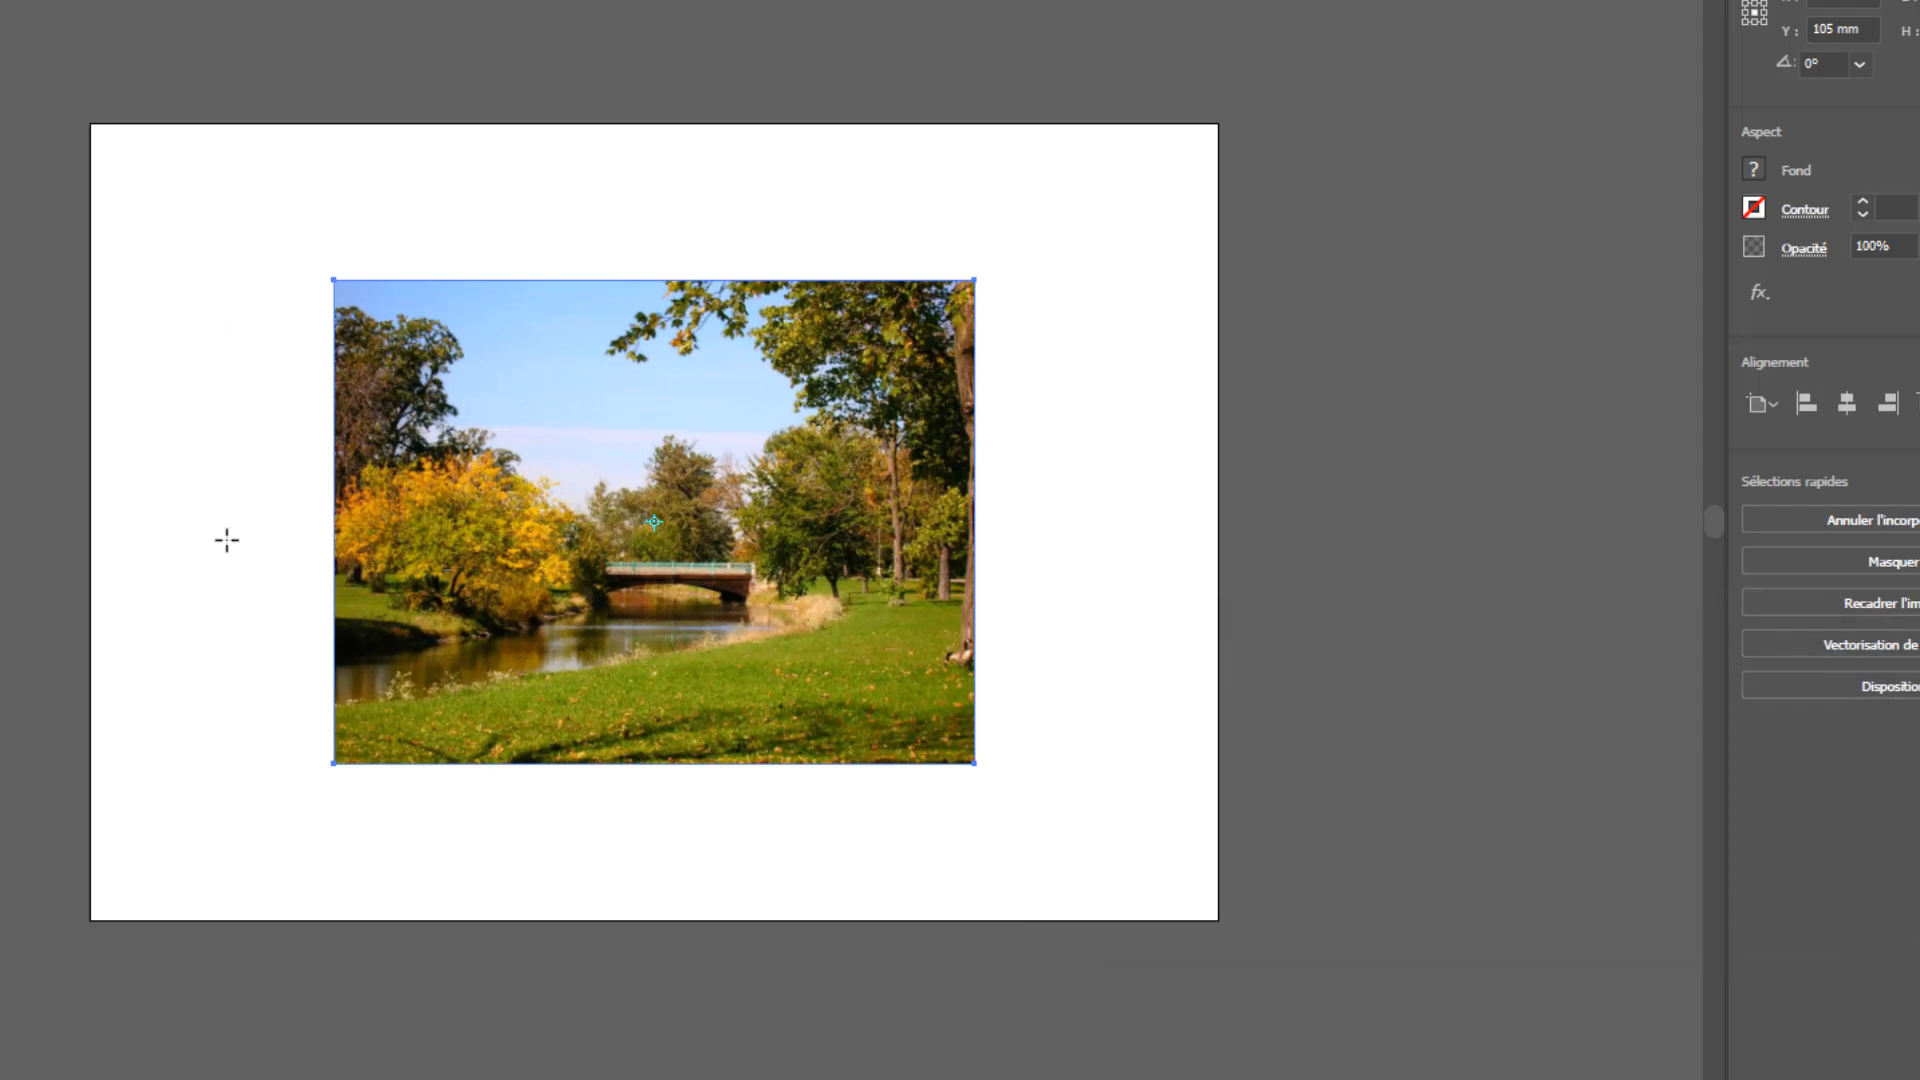 Y : 105 mm H :
0°
Aspect
? Fond
Contour
Opacité 100%
fx.
Alignement
Sélections rapides
Annuler l'incorp
Masquer
Recadrer l'im
Vectorisation de
Dispositio